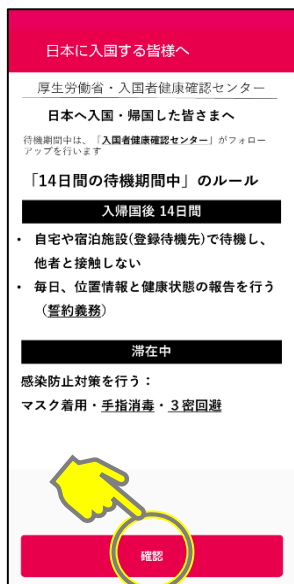 日本に入国する皆様へ
厚生労働省・入国者健康確認センター
日本へ入国・帰国した皆さまへ
待機期間中は、「入国者健康確認センター」がフォロー
アップを行います
「14日間の待機期間中」のルール
入帰国後 14日間
・ 自宅や宿泊施設(登録待機先)で待機し、
他者と接触しない
・ 毎日、位置情報と健康状態の報告を行う
（誓約義務）
滞在中
感染防止対策を行う：
マスク着用・手指消毒・３密回避
確認